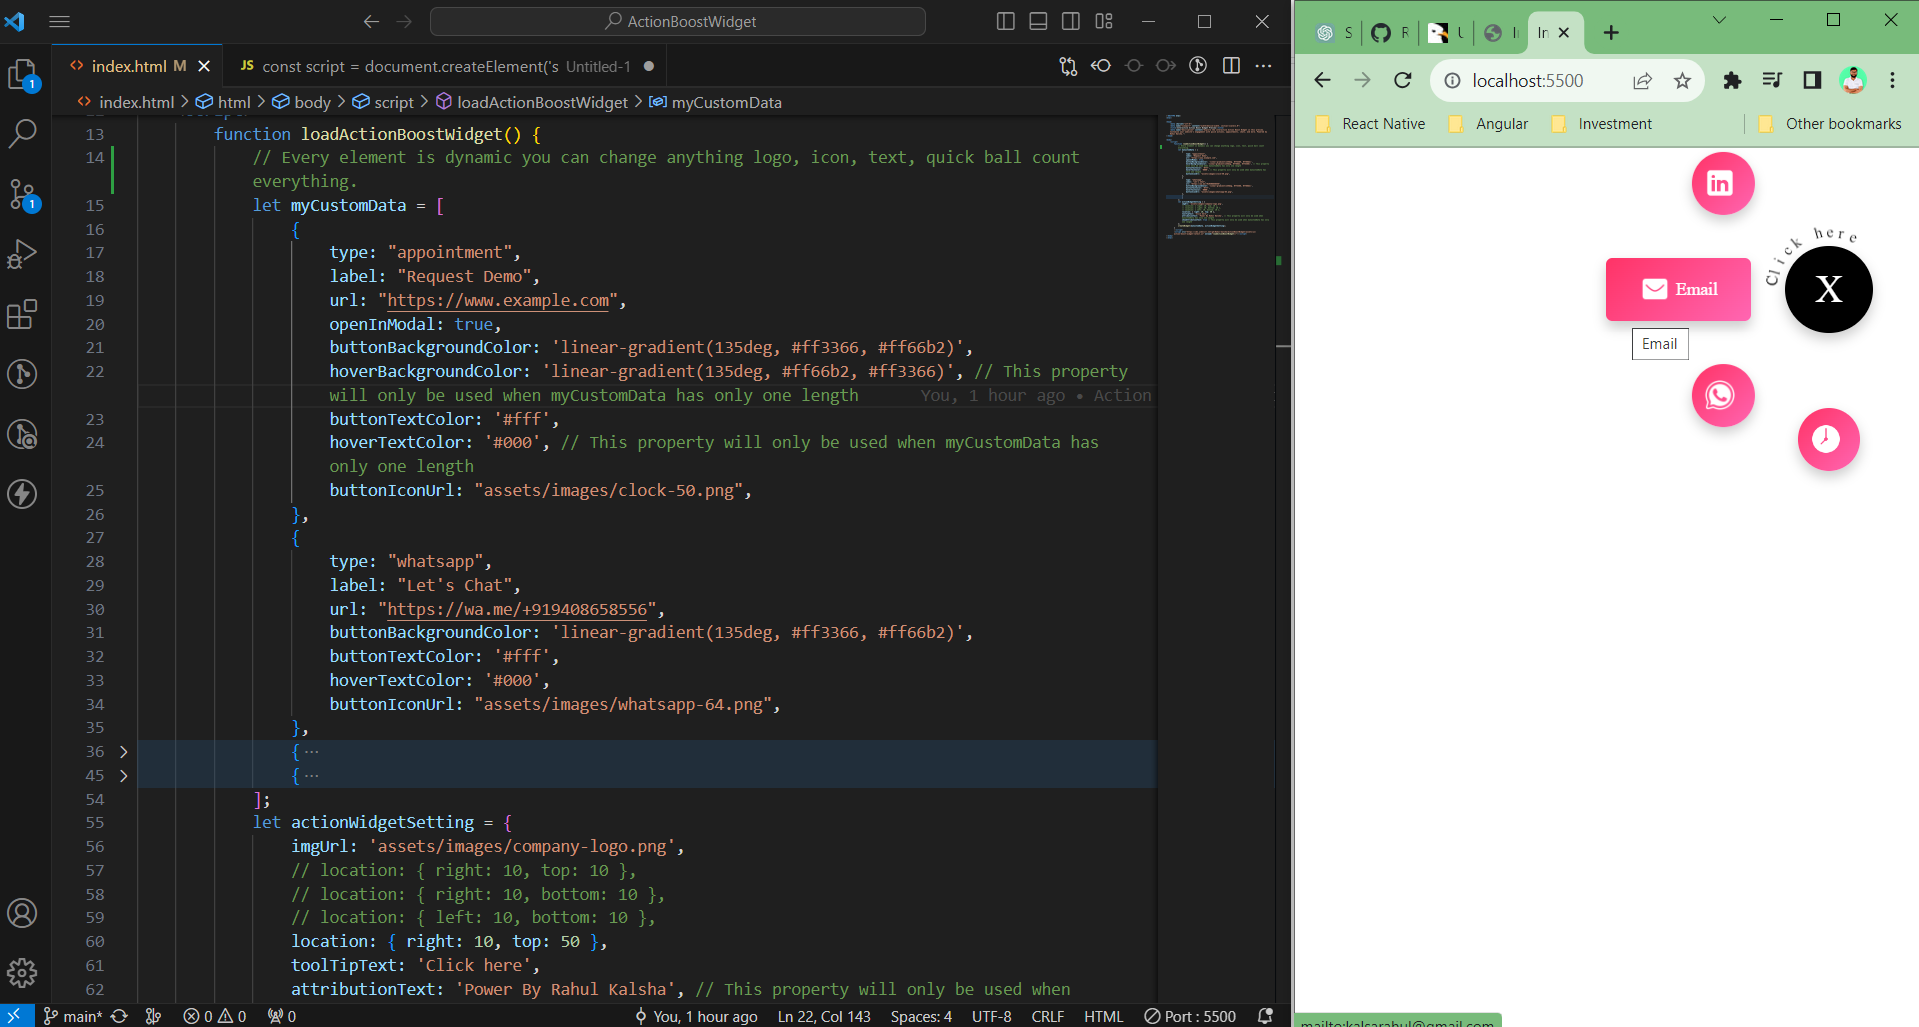 ActionBoostWidget
index.html M
JS const script = document.createElement('s Untitled-1
index.html > html > body > script > loadActionBoostWidget > myCustomData
13 function loadActionBoostWidget() {
14 // Every element is dynamic you can change anything logo, icon, text, quick ball count
everything.
15 let myCustomData = [
16 {
17 type: "appointment",
18 label: "Request Demo",
19 url: "https://www.example.com",
20 openInModal: true,
21 buttonBackgroundColor: 'linear-gradient(135deg, #ff3366, #ff66b2)',
22 hoverBackgroundColor: 'linear-gradient(135deg, #ff66b2, #ff3366)', // This property
will only be used when myCustomData has only one length You, 1 hour ago • Action
23 buttonTextColor: '#fff',
24 hoverTextColor: '#000', // This property will only be used when myCustomData has
only one length
25 buttonIconUrl: "assets/images/clock-50.png",
26 },
27 {
28 type: "whatsapp",
29 label: "Let's Chat",
30 url: "https://wa.me/+919408658556",
31 buttonBackgroundColor: 'linear-gradient(135deg, #ff3366, #ff66b2)',
32 buttonTextColor: '#fff',
33 hoverTextColor: '#000',
34 buttonIconUrl: "assets/images/whatsapp-64.png",
35 },
36 { ···
45 { ···
54 ];
55 let actionWidgetSetting = {
56 imgUrl: 'assets/images/company-logo.png',
57 // location: { right: 10, top: 10 },
58 // location: { right: 10, bottom: 10 },
59 // location: { left: 10, bottom: 10 },
60 location: { right: 10, top: 50 },
61 toolTipText: 'Click here',
62 attributionText: 'Power By Rahul Kalsha', // This property will only be used when
1
1
main* 0 0 0 You, 1 hour ago Ln 22, Col 143 Spaces: 4 UTF-8 CRLF HTML Port : 5500
S R U In
localhost:5500
React Native Angular Investment Other bookmarks
in
Click here
X
Email
Email
mailto:kalsarahul@gmail.com